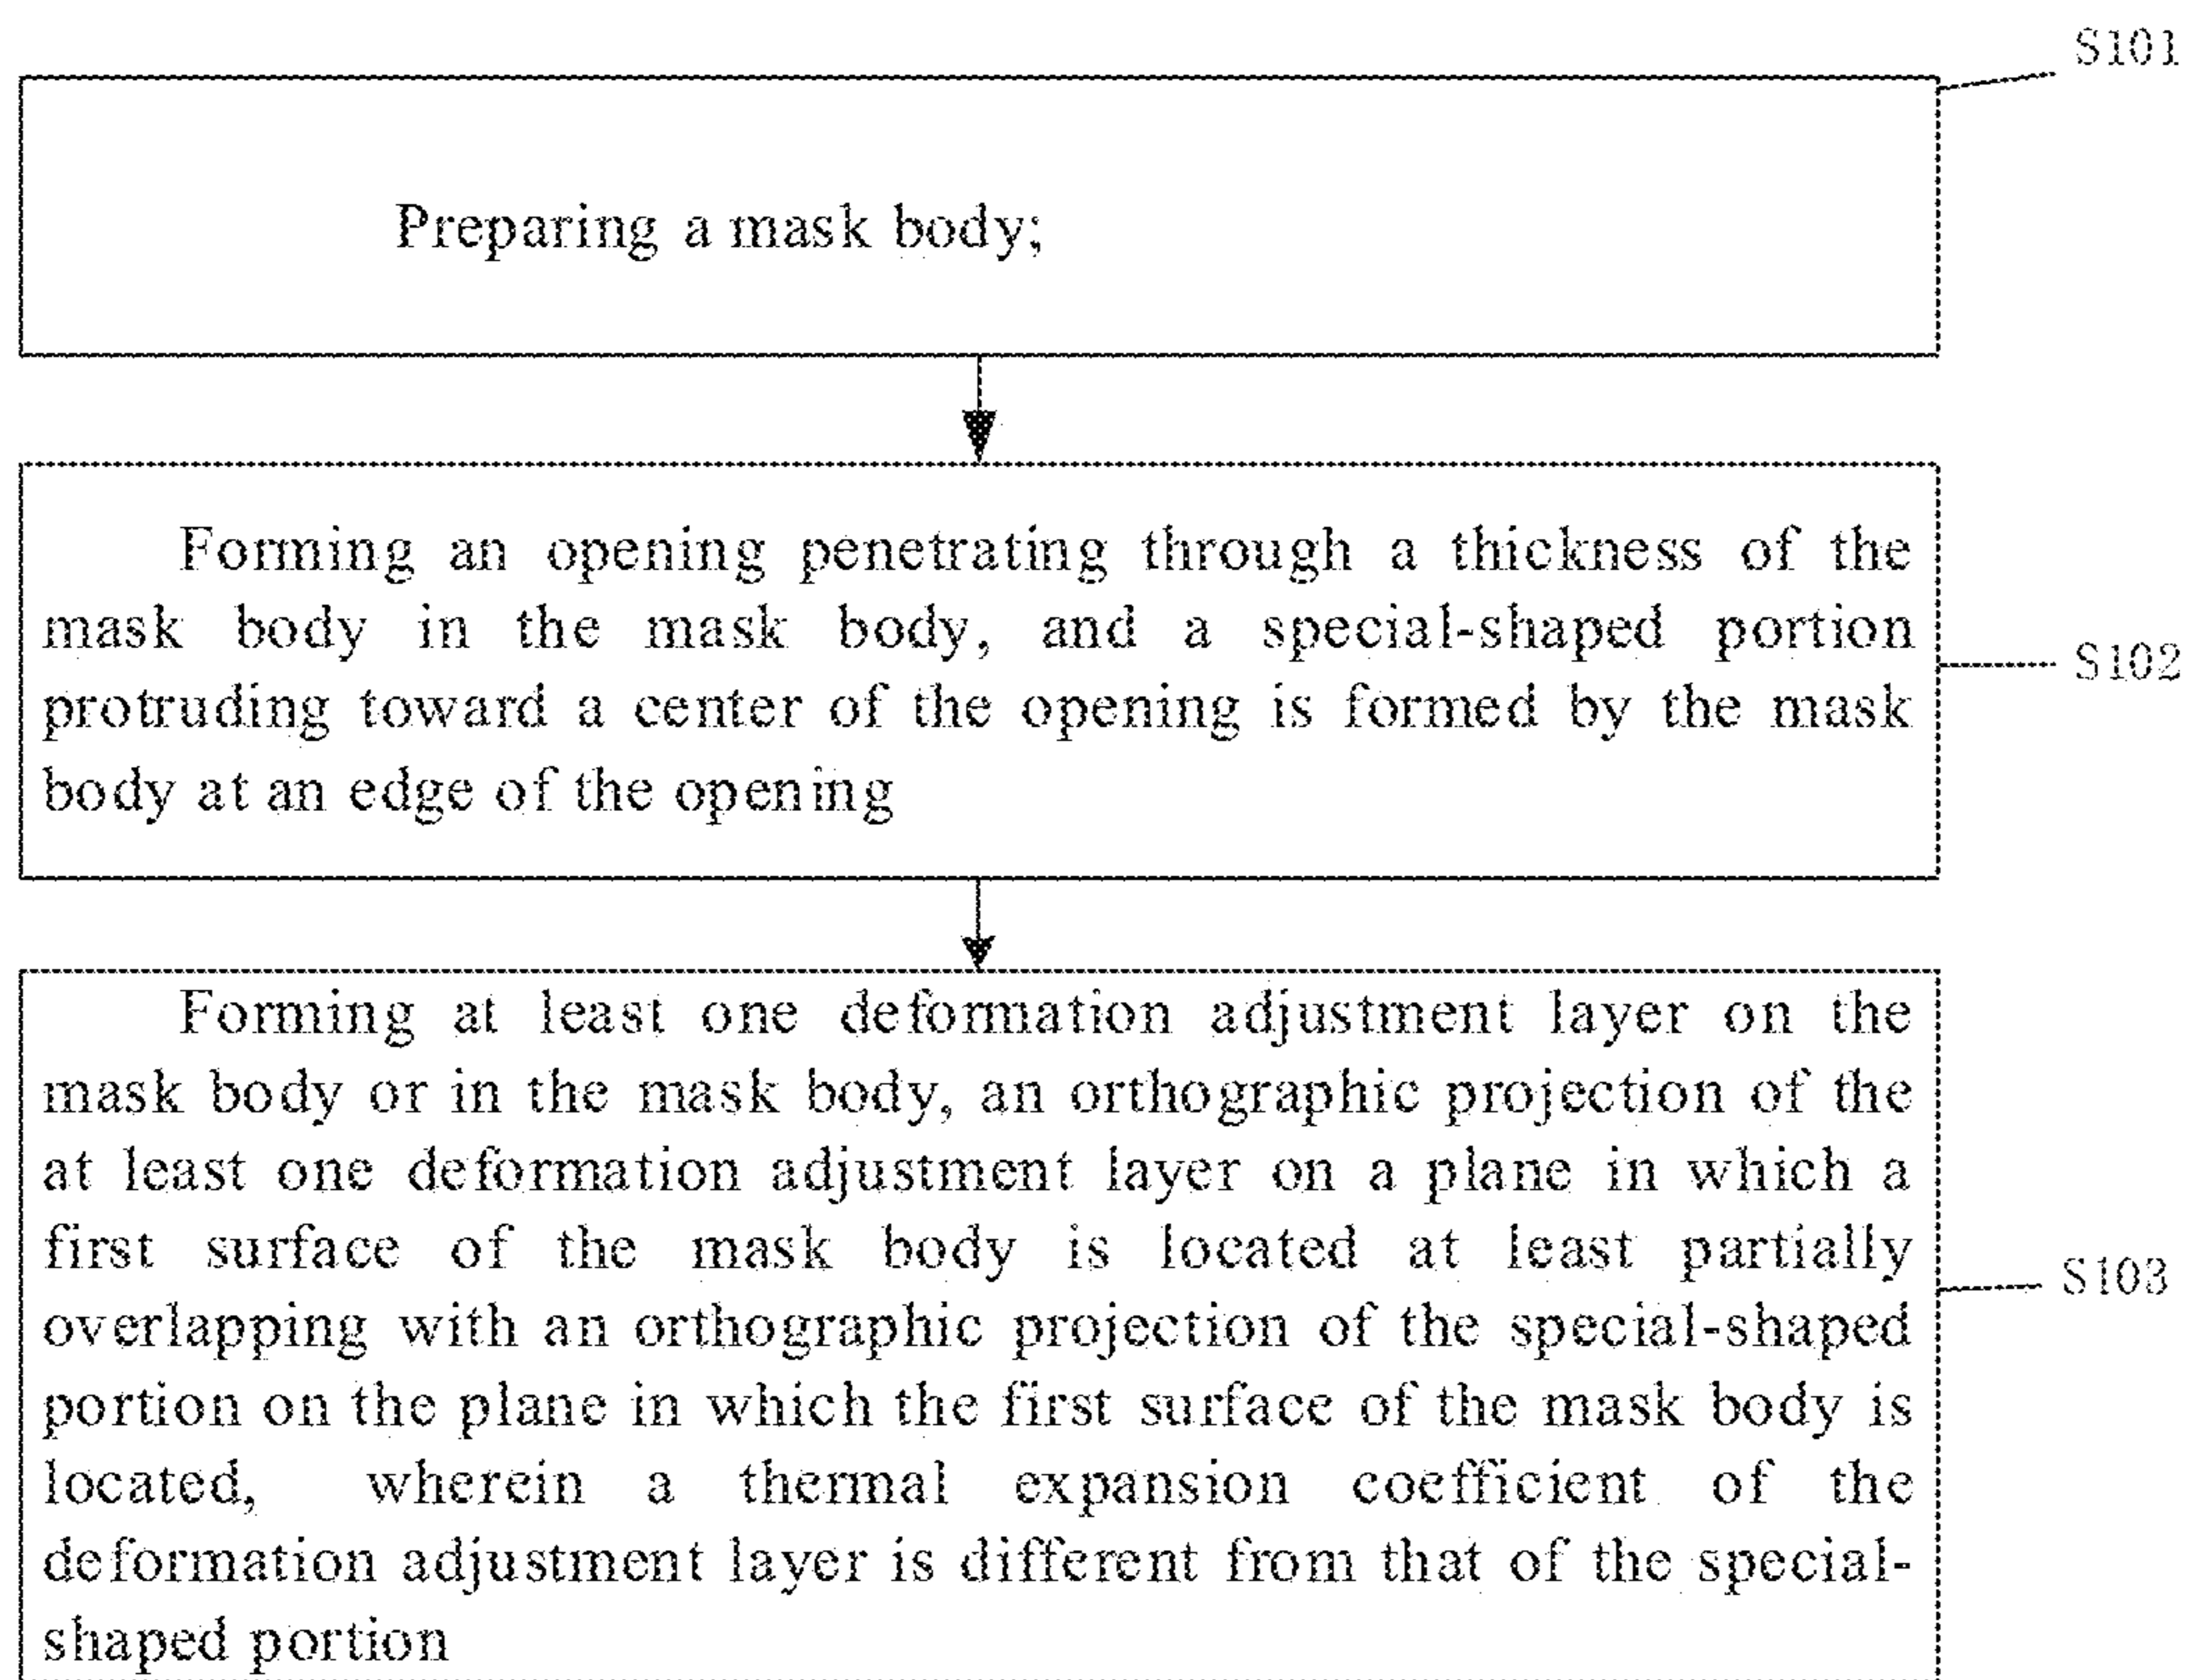 S101
Preparing a mask body;
Forming an opening penetrating through a thickness of the
mask body in the mask body, and a special-shaped portion
protruding toward a center of the opening is formed by the mask
body at an edge of the opening
S102
Forming at least one deformation adjustment layer on the
mask body or in the mask body, an orthographic projection of the
at least one deformation adjustment layer on a plane in which a
first surface of the mask body is located at least partially
overlapping with an orthographic projection of the special-shaped
portion on the plane in which the first surface of the mask body is
located, wherein a thermal expansion coefficient of the
deformation adjustment layer is different from that of the special-
shaped portion
S103